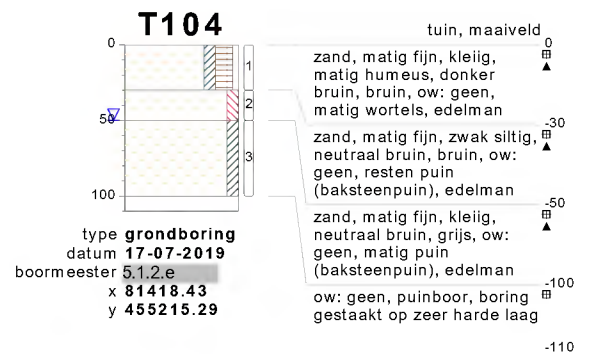 T104
tuin, maaiveld
0
0
zand, matig fijn, kleiig,
matig humeus, donker
bruin, bruin, ow: geen,
matig wortels, edelman
1
-30
2
zand, matig fijn, zwak siltig,
neutraal bruin, bruin, ow:
geen, resten puin
(baksteenpuin), edelman
50
3
-50
zand, matig fijn, kleiig,
neutraal bruin, grijs, ow:
geen, matig puin
(baksteenpuin), edelman
100
-100
ow: geen, puinboor, boring
gestaakt op zeer harde laag
-110
type grondboring
datum 17-07-2019
boormeester 5.1.2.e
x 81418.43
y 455215.29